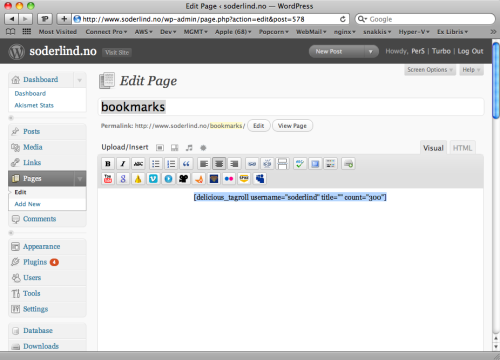 Edit Page ‹ soderlind.no — WordPress
http://www.soderlind.no/wp-admin/page.php?action=edit&post=578
Google
Most Visited Connect Pro AWS Dev MGMT Apple (68) Popcorn WebMail nginx snakkis Hyper-V Ex Libris
soderlind.no Visit Site New Post Howdy, PerS | Turbo | Log Out
Screen Options Help
Dashboard
Dashboard
Akismet Stats
Posts
Media
Links
Pages
Edit
Add New
Comments
Appearance
Plugins 4
Users
Tools
Settings
Database
Downloads
Edit Page
bookmarks
Permalink: http://www.soderlind.no/bookmarks/ Edit View Page
Upload/Insert Visual HTML
B I ABC
[delicious_tagroll username="soderlind" title="" count="300"]